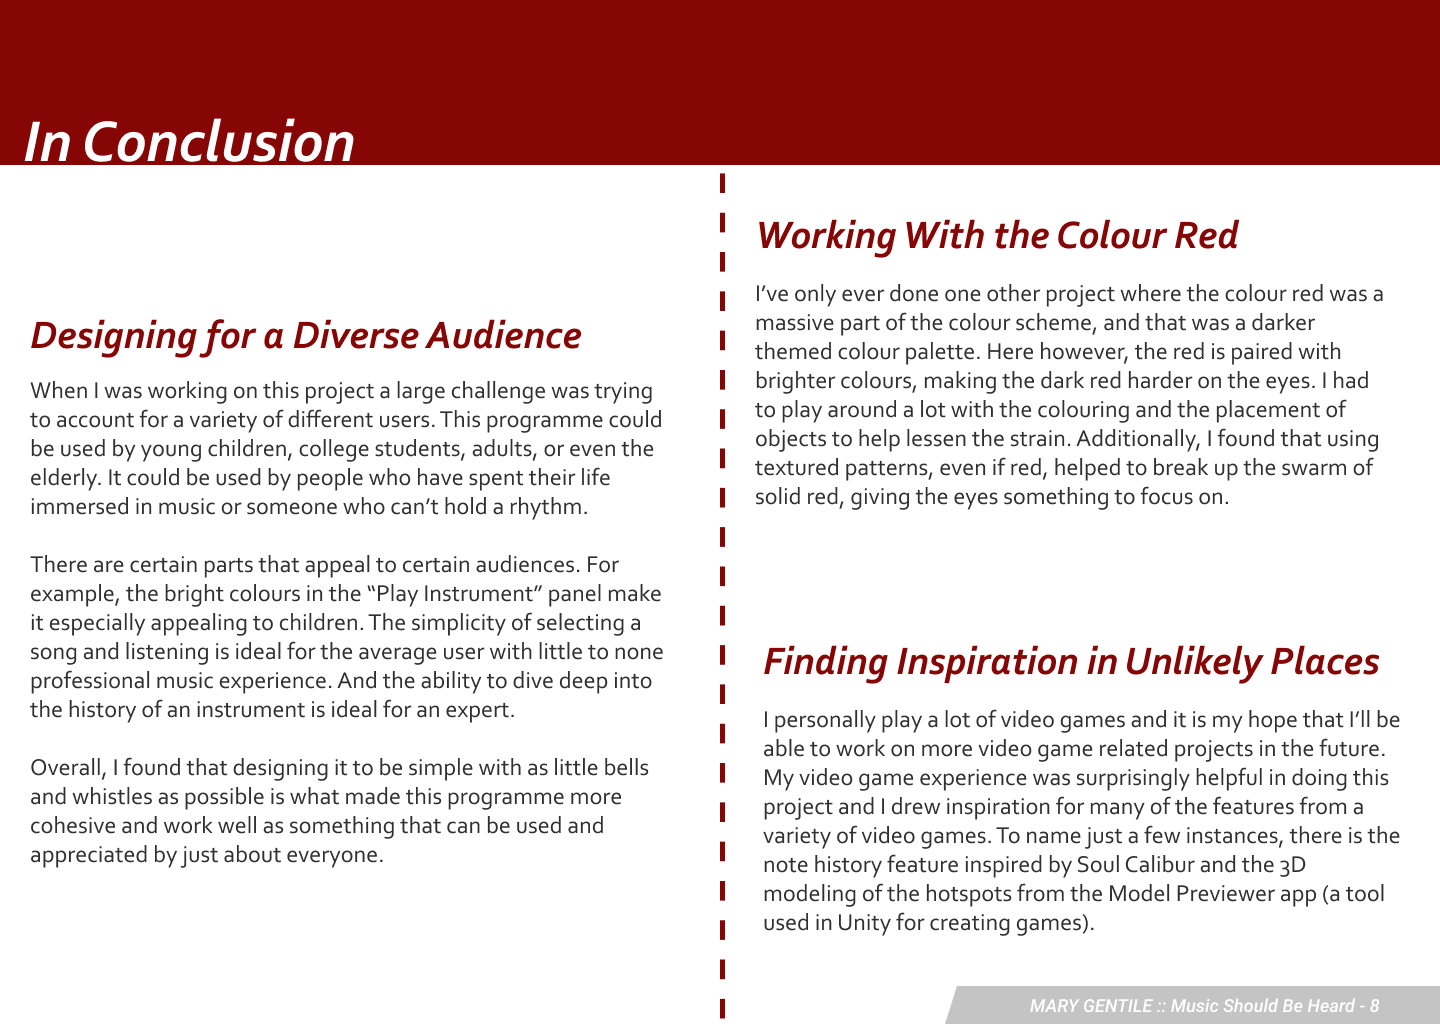 In Conclusion
Designing for a Diverse Audience
When I was working on this project a large challenge was trying
to account for a variety of different users. This programme could
be used by young children, college students, adults, or even the
elderly. It could be used by people who have spent their life
immersed in music or someone who can’t hold a rhythm.
There are certain parts that appeal to certain audiences. For
example, the bright colours in the “Play Instrument” panel make
it especially appealing to children. The simplicity of selecting a
song and listening is ideal for the average user with little to none
professional music experience. And the ability to dive deep into
the history of an instrument is ideal for an expert.
Overall, I found that designing it to be simple with as little bells
and whistles as possible is what made this programme more
cohesive and work well as something that can be used and
appreciated by just about everyone.
Working With the Colour Red
I’ve only ever done one other project where the colour red was a
massive part of the colour scheme, and that was a darker
themed colour palette. Here however, the red is paired with
brighter colours, making the dark red harder on the eyes. I had
to play around a lot with the colouring and the placement of
objects to help lessen the strain. Additionally, I found that using
textured patterns, even if red, helped to break up the swarm of
solid red, giving the eyes something to focus on.
Finding Inspiration in Unlikely Places
I personally play a lot of video games and it is my hope that I’ll be
able to work on more video game related projects in the future.
My video game experience was surprisingly helpful in doing this
project and I drew inspiration for many of the features from a
variety of video games. To name just a few instances, there is the
note history feature inspired by Soul Calibur and the 3D
modeling of the hotspots from the Model Previewer app (a tool
used in Unity for creating games).
MARY GENTILE :: Music Should Be Heard - 8